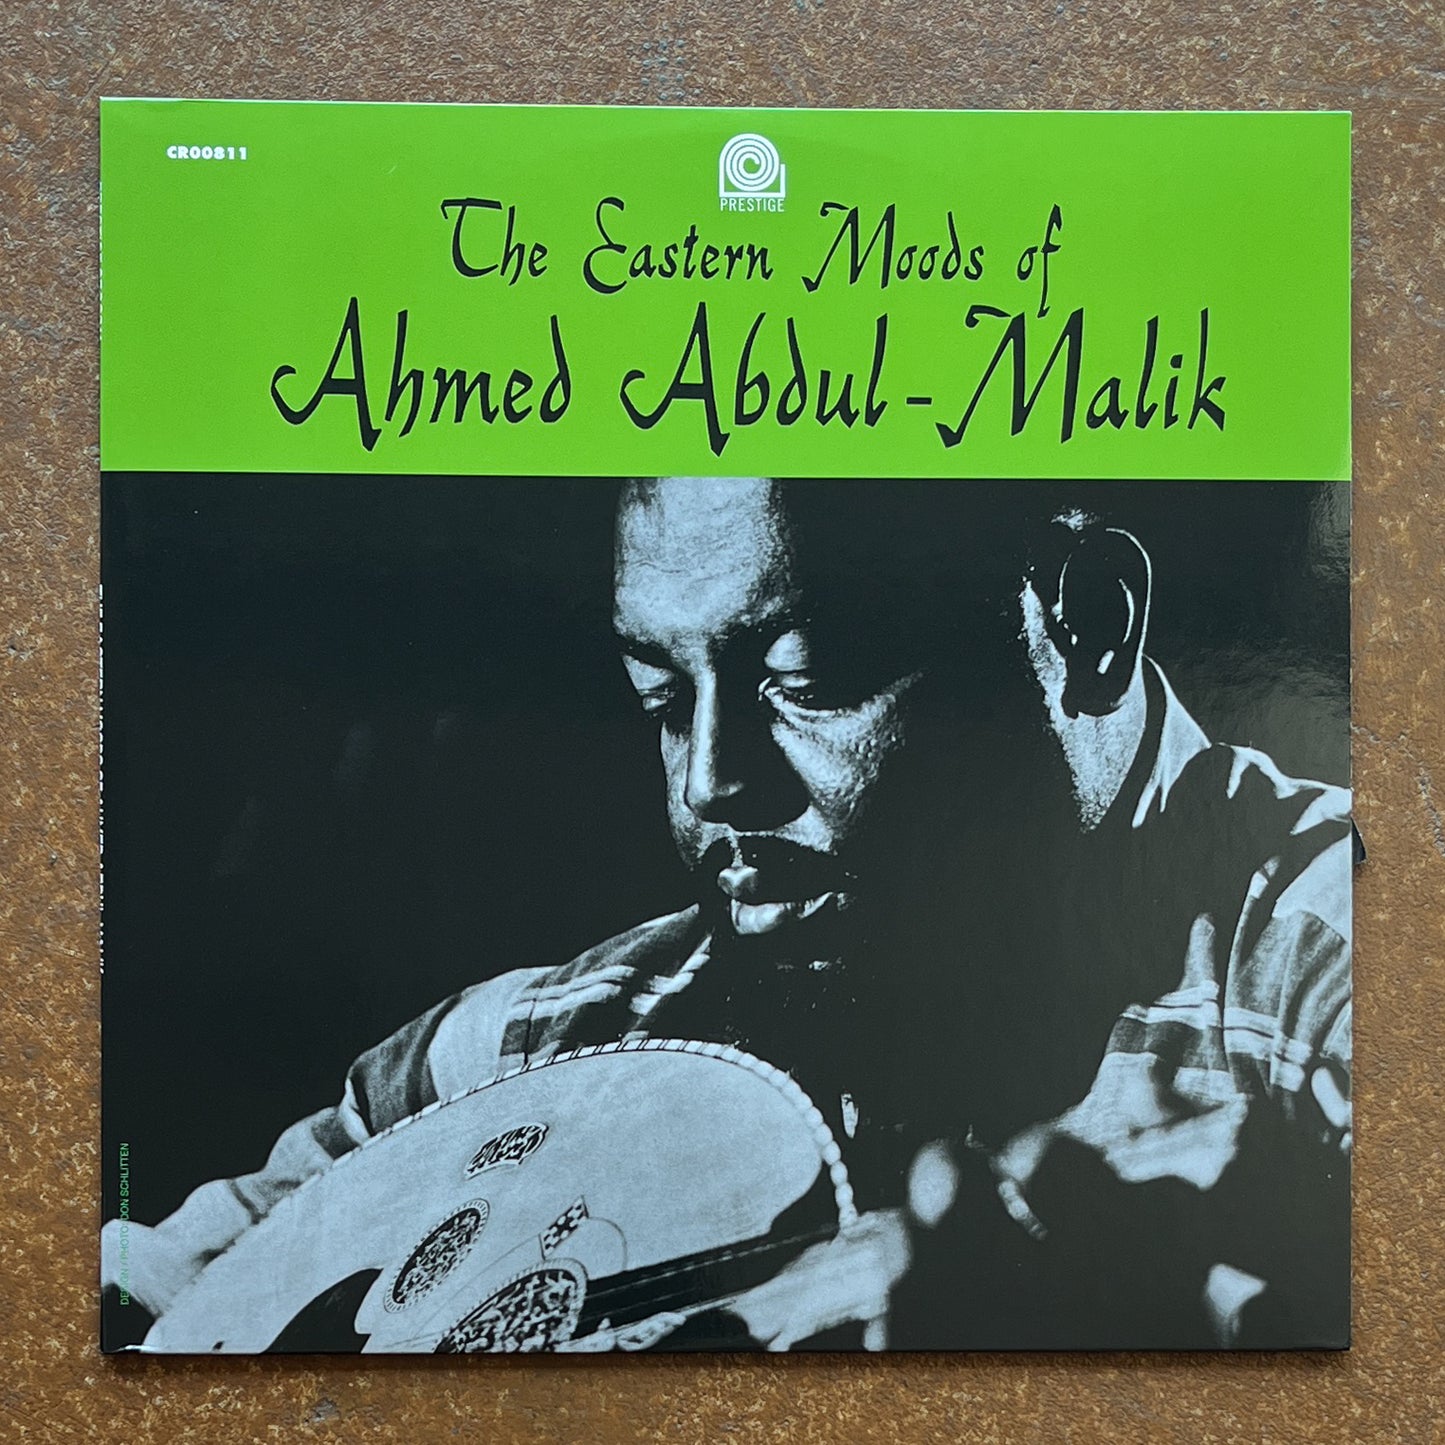 CR00811
PRESTIGE
The Eastern Moods of
Ahmed Abdul-Malik
DESIGN / PHOTO: DON SCHLITTEN